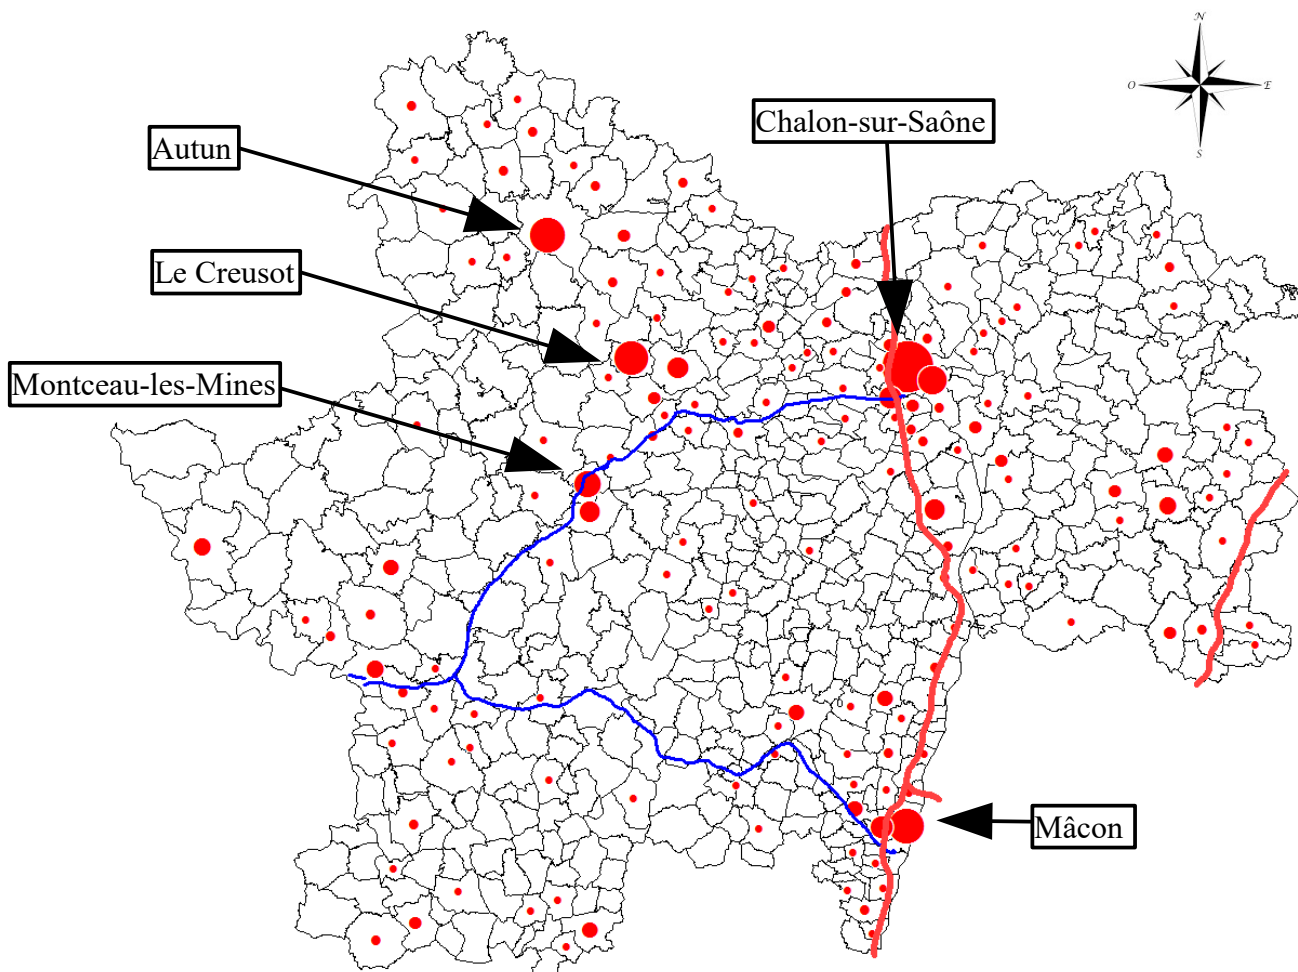 N
O
E
S
Chalon-sur-Saône
Autun
Le Creusot
Montceau-les-Mines
Mâcon